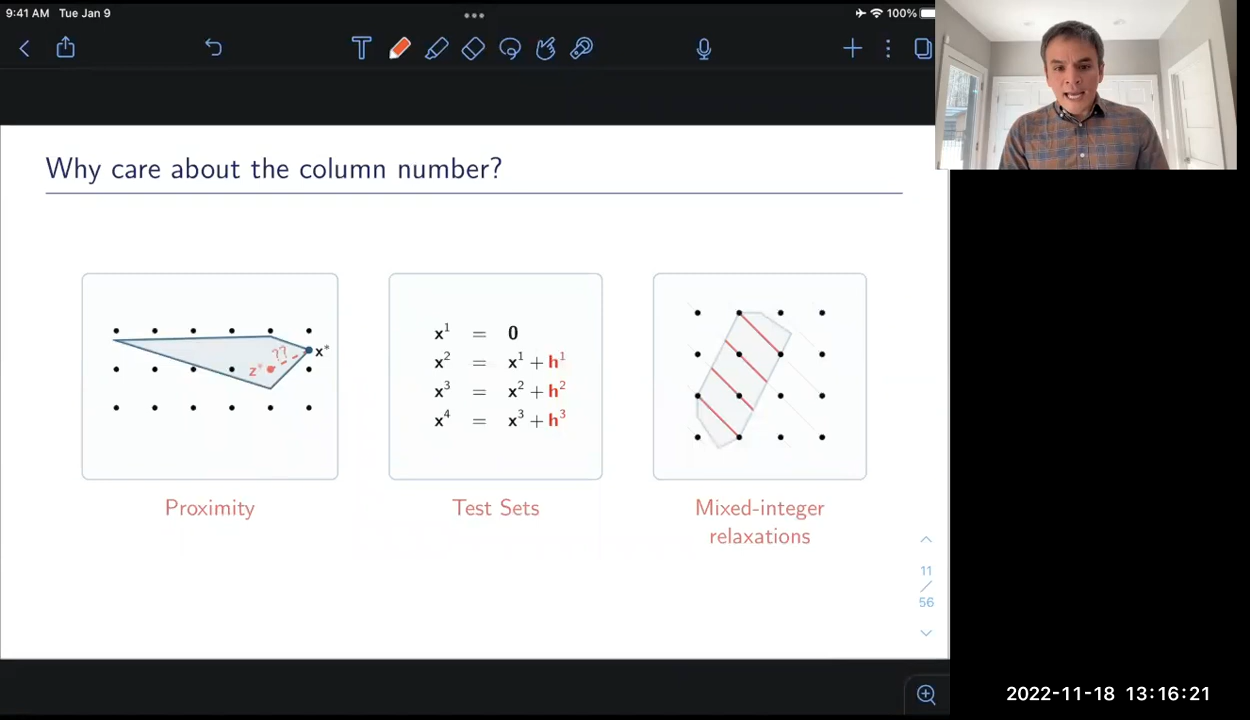 9:41 AM Tue Jan 9
100%
Why care about the column number?
?? x*
z*
x¹ = 0
x² = x¹ + h¹
x³ = x² + h²
x⁴ = x³ + h³
Proximity
Test Sets
Mixed-integer
relaxations
11
/
56
2022-11-18 13:16:21